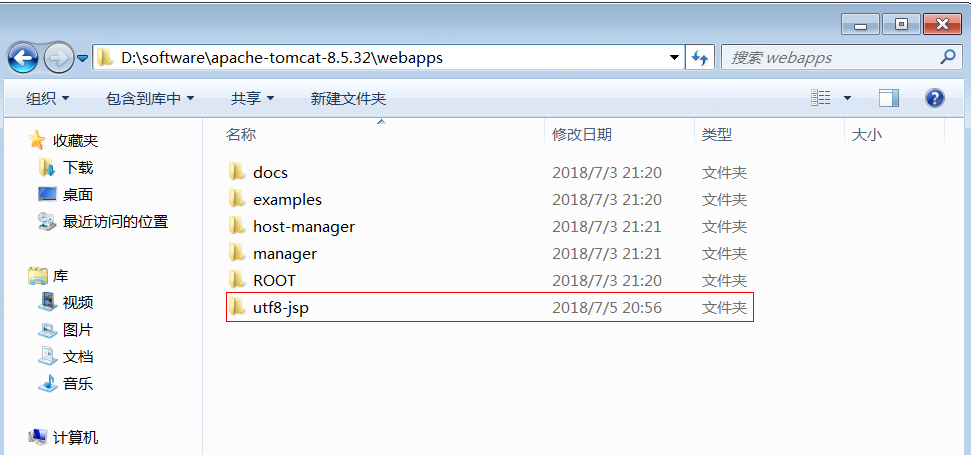 D:\software\apache-tomcat-8.5.32\webapps
搜索 webapps
组织 包含到库中 共享 新建文件夹
收藏夹
下载
桌面
最近访问的位置
库
视频
图片
文档
音乐
计算机
名称 修改日期 类型 大小
docs 2018/7/3 21:20 文件夹
examples 2018/7/3 21:20 文件夹
host-manager 2018/7/3 21:21 文件夹
manager 2018/7/3 21:21 文件夹
ROOT 2018/7/3 21:20 文件夹
utf8-jsp 2018/7/5 20:56 文件夹